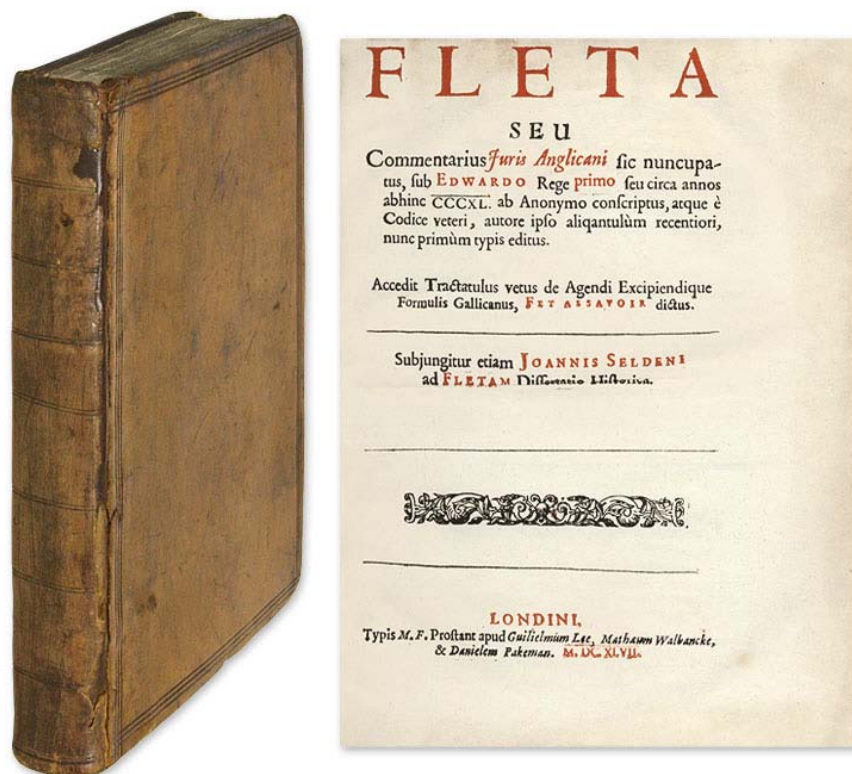 FLETA
SEU
Commentarius Juris Anglicani ſic nuncupa-
tus, ſub EDWARDO Rege primo ſeu circa annos
abhinc CCCXL. ab Anonymo conſcriptus, atque è
Codice veteri, autore ipſo aliqantulùm recentiori,
nunc primùm typis editus.
Accedit Tractatulus vetus de Agendi Excipiendique
Formulis Gallicanus, FET ASSAVOIR dictus.
Subjungitur etiam JOANNIS SELDENI
ad FLETAM Diſſertatio Hiſtorica.
LONDINI,
Typis M. F. Proſtant apud Guilielmum Lee, Mathæum Walbancke,
& Danielem Pakeman. M. DC. XLVII.